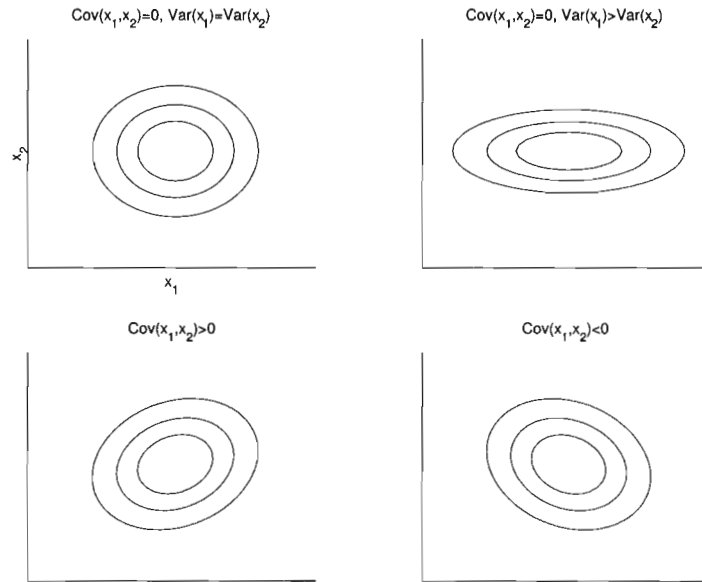 Cov(x₁,x₂)=0, Var(x₁)=Var(x₂)
Cov(x₁,x₂)=0, Var(x₁)>Var(x₂)
x₂
x₁
Cov(x₁,x₂)>0
Cov(x₁,x₂)<0